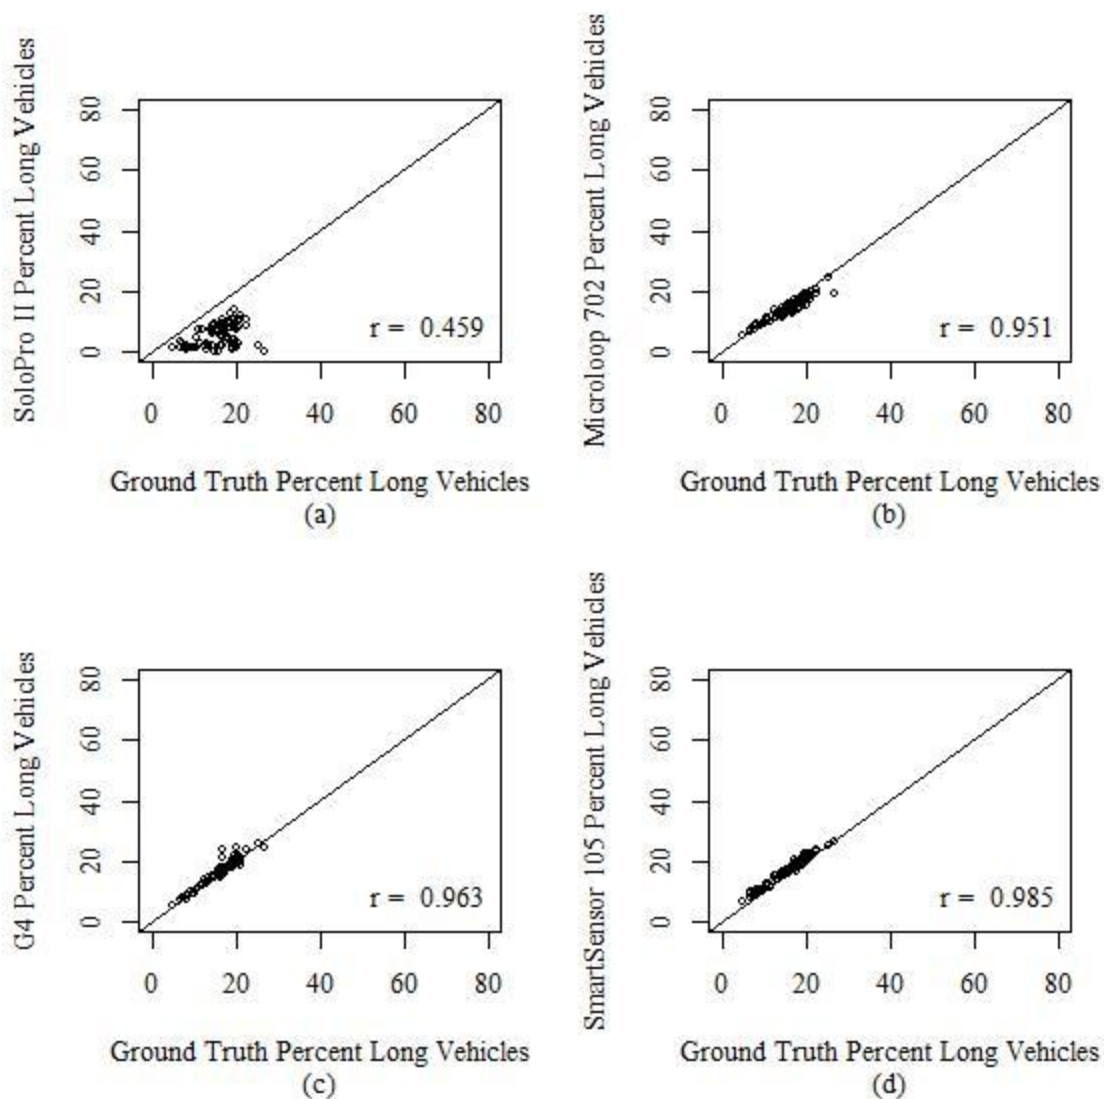 SoloPro II Percent Long Vehicles
80
60
40
20
0
r = 0.459
0 20 40 60 80
Ground Truth Percent Long Vehicles
(a)
Microloop 702 Percent Long Vehicles
80
60
40
20
0
r = 0.951
0 20 40 60 80
Ground Truth Percent Long Vehicles
(b)
G4 Percent Long Vehicles
80
60
40
20
0
r = 0.963
0 20 40 60 80
Ground Truth Percent Long Vehicles
(c)
SmartSensor 105 Percent Long Vehicles
80
60
40
20
0
r = 0.985
0 20 40 60 80
Ground Truth Percent Long Vehicles
(d)